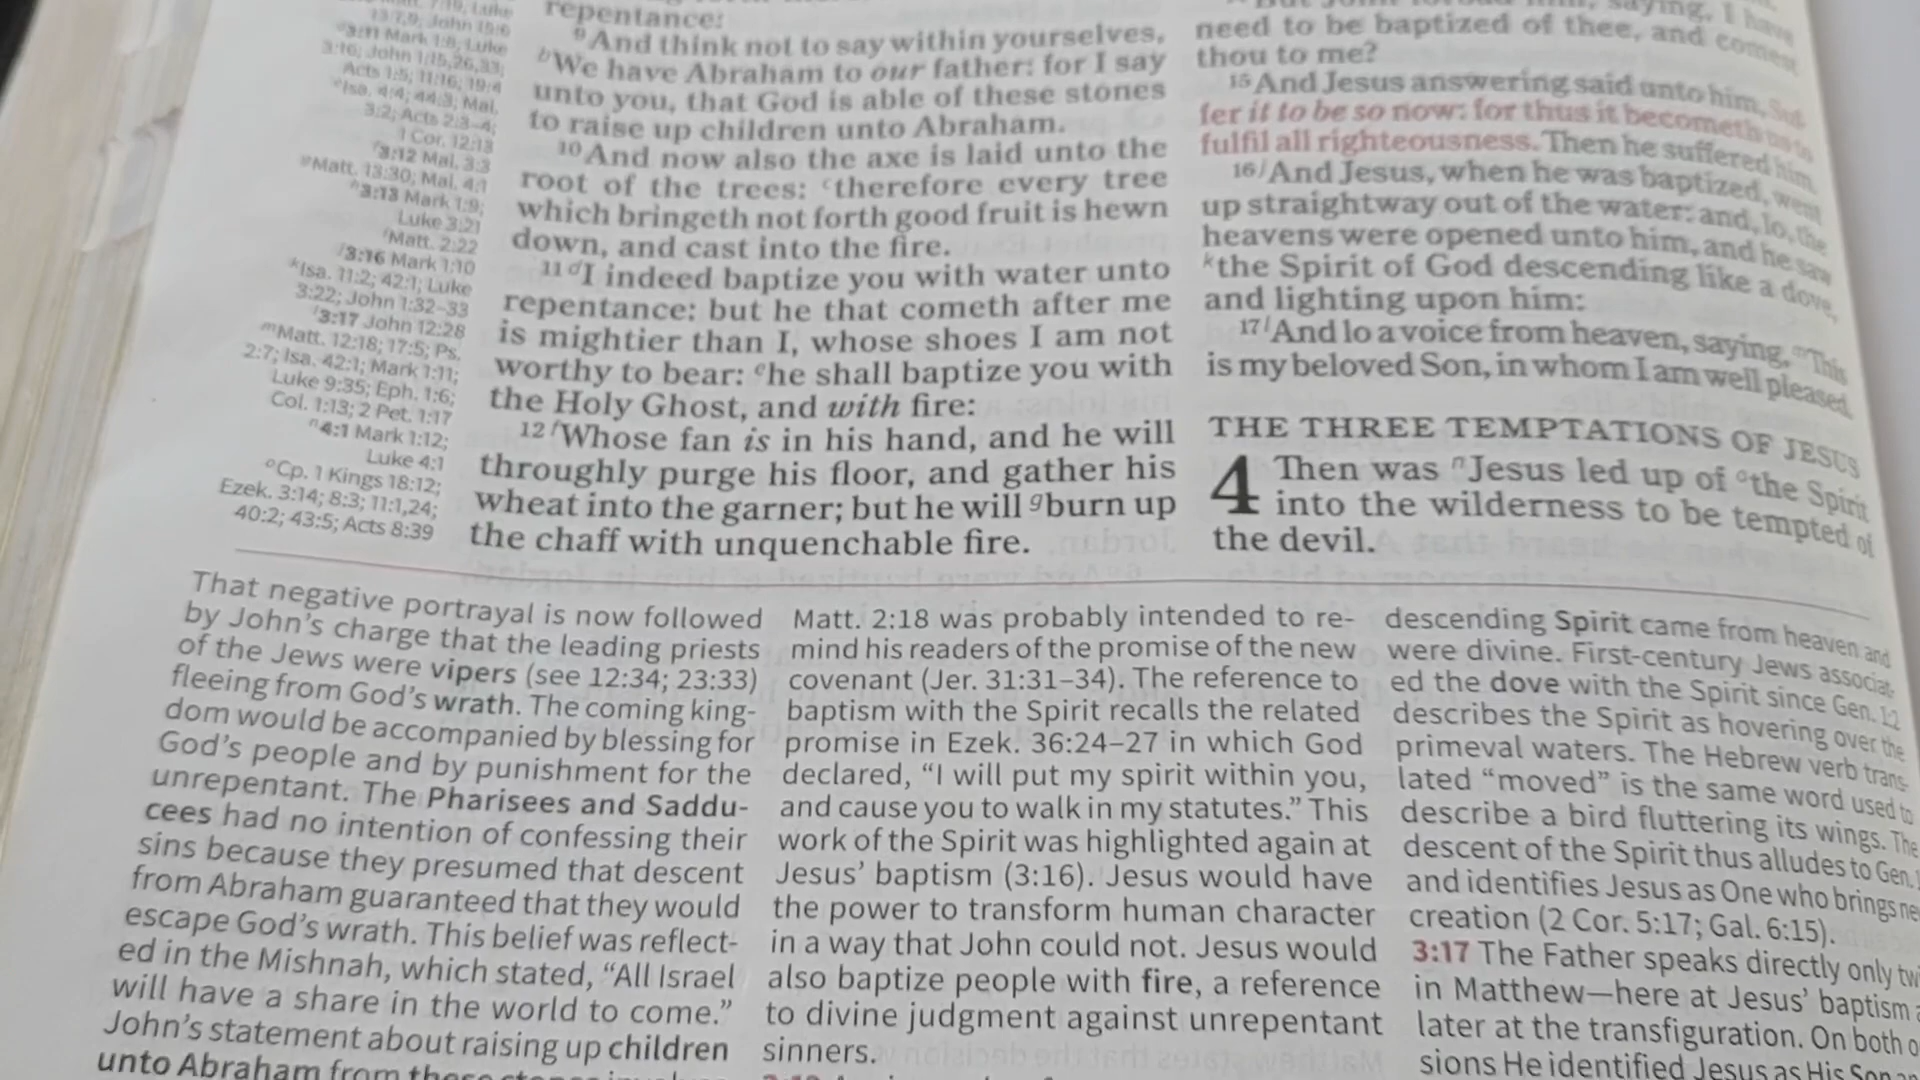 Matt. 7:19; Luke
13:7,9; John 15:6
3:11 Mark 1:8; Luke
3:16; John 1:15,26,33;
Acts 1:5; 11:16; 19:4
Isa. 4:4; 44:3; Mal.
3:2; Acts 2:3–4;
1 Cor. 12:13
f3:12 Mal. 3:3
gMatt. 13:30; Mal. 4:1
h3:13 Mark 1:9;
Luke 3:21
iMatt. 2:22
j3:16 Mark 1:10
kIsa. 11:2; 42:1; Luke
3:22; John 1:32–33
l3:17 John 12:28
mMatt. 12:18; 17:5; Ps.
2:7; Isa. 42:1; Mark 1:11;
Luke 9:35; Eph. 1:6;
Col. 1:13; 2 Pet. 1:17
n4:1 Mark 1:12;
Luke 4:1
oCp. 1 Kings 18:12;
Ezek. 3:14; 8:3; 11:1,24;
40:2; 43:5; Acts 8:39
repentance:
9And think not to say within yourselves,
bWe have Abraham to our father: for I say
unto you, that God is able of these stones
to raise up children unto Abraham.
10And now also the axe is laid unto the
root of the trees: ctherefore every tree
which bringeth not forth good fruit is hewn
down, and cast into the fire.
11dI indeed baptize you with water unto
repentance: but he that cometh after me
is mightier than I, whose shoes I am not
worthy to bear: ehe shall baptize you with
the Holy Ghost, and with fire:
12fWhose fan is in his hand, and he will
throughly purge his floor, and gather his
wheat into the garner; but he will gburn up
the chaff with unquenchable fire.
But John forbad him, saying, I have
need to be baptized of thee, and comest
thou to me?
15And Jesus answering said unto him, Suf
fer it to be so now: for thus it becometh us to
fulfil all righteousness. Then he suffered him.
16jAnd Jesus, when he was baptized, went
up straightway out of the water: and, lo, the
heavens were opened unto him, and he saw
kthe Spirit of God descending like a dove,
and lighting upon him:
17lAnd lo a voice from heaven, saying, mThis
is my beloved Son, in whom I am well pleased.
THE THREE TEMPTATIONS OF JESUS
4 Then was nJesus led up of othe Spirit
into the wilderness to be tempted of
the devil.
That negative portrayal is now followed
by John's charge that the leading priests
of the Jews were vipers (see 12:34; 23:33)
fleeing from God's wrath. The coming king-
dom would be accompanied by blessing for
God's people and by punishment for the
unrepentant. The Pharisees and Saddu-
cees had no intention of confessing their
sins because they presumed that descent
from Abraham guaranteed that they would
escape God's wrath. This belief was reflect-
ed in the Mishnah, which stated, “All Israel
will have a share in the world to come.”
John's statement about raising up children
unto Abraham from these stones
Matt. 2:18 was probably intended to re-
mind his readers of the promise of the new
covenant (Jer. 31:31–34). The reference to
baptism with the Spirit recalls the related
promise in Ezek. 36:24–27 in which God
declared, “I will put my spirit within you,
and cause you to walk in my statutes.” This
work of the Spirit was highlighted again at
Jesus' baptism (3:16). Jesus would have
the power to transform human character
in a way that John could not. Jesus would
also baptize people with fire, a reference
to divine judgment against unrepentant
sinners.
descending Spirit came from heaven and
were divine. First-century Jews associat-
ed the dove with the Spirit since Gen. 1:2
describes the Spirit as hovering over the
primeval waters. The Hebrew verb trans-
lated “moved” is the same word used to
describe a bird fluttering its wings. The
descent of the Spirit thus alludes to Gen. 1
and identifies Jesus as One who brings ne
creation (2 Cor. 5:17; Gal. 6:15).
3:17 The Father speaks directly only twi
in Matthew—here at Jesus' baptism a
later at the transfiguration. On both o
sions He identified Jesus as His Son